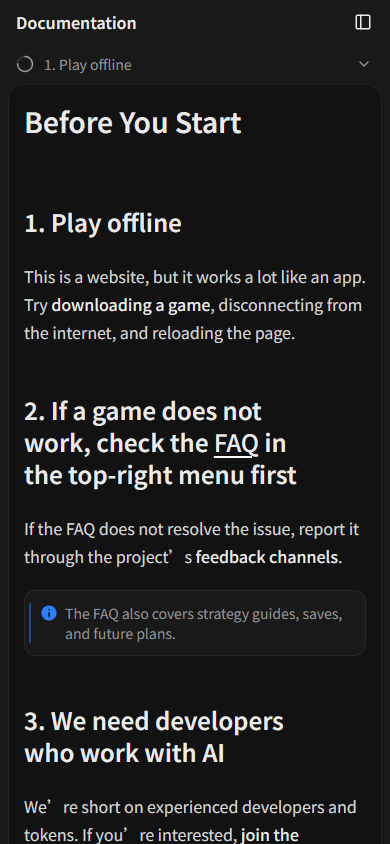 Documentation
1. Play offline
Before You Start
1. Play offline
This is a website, but it works a lot like an app.
Try downloading a game, disconnecting from
the internet, and reloading the page.
2. If a game does not
work, check the FAQ in
the top-right menu first
If the FAQ does not resolve the issue, report it
through the project’s feedback channels.
The FAQ also covers strategy guides, saves,
and future plans.
3. We need developers
who work with AI
We’re short on experienced developers and
tokens. If you’re interested, join the